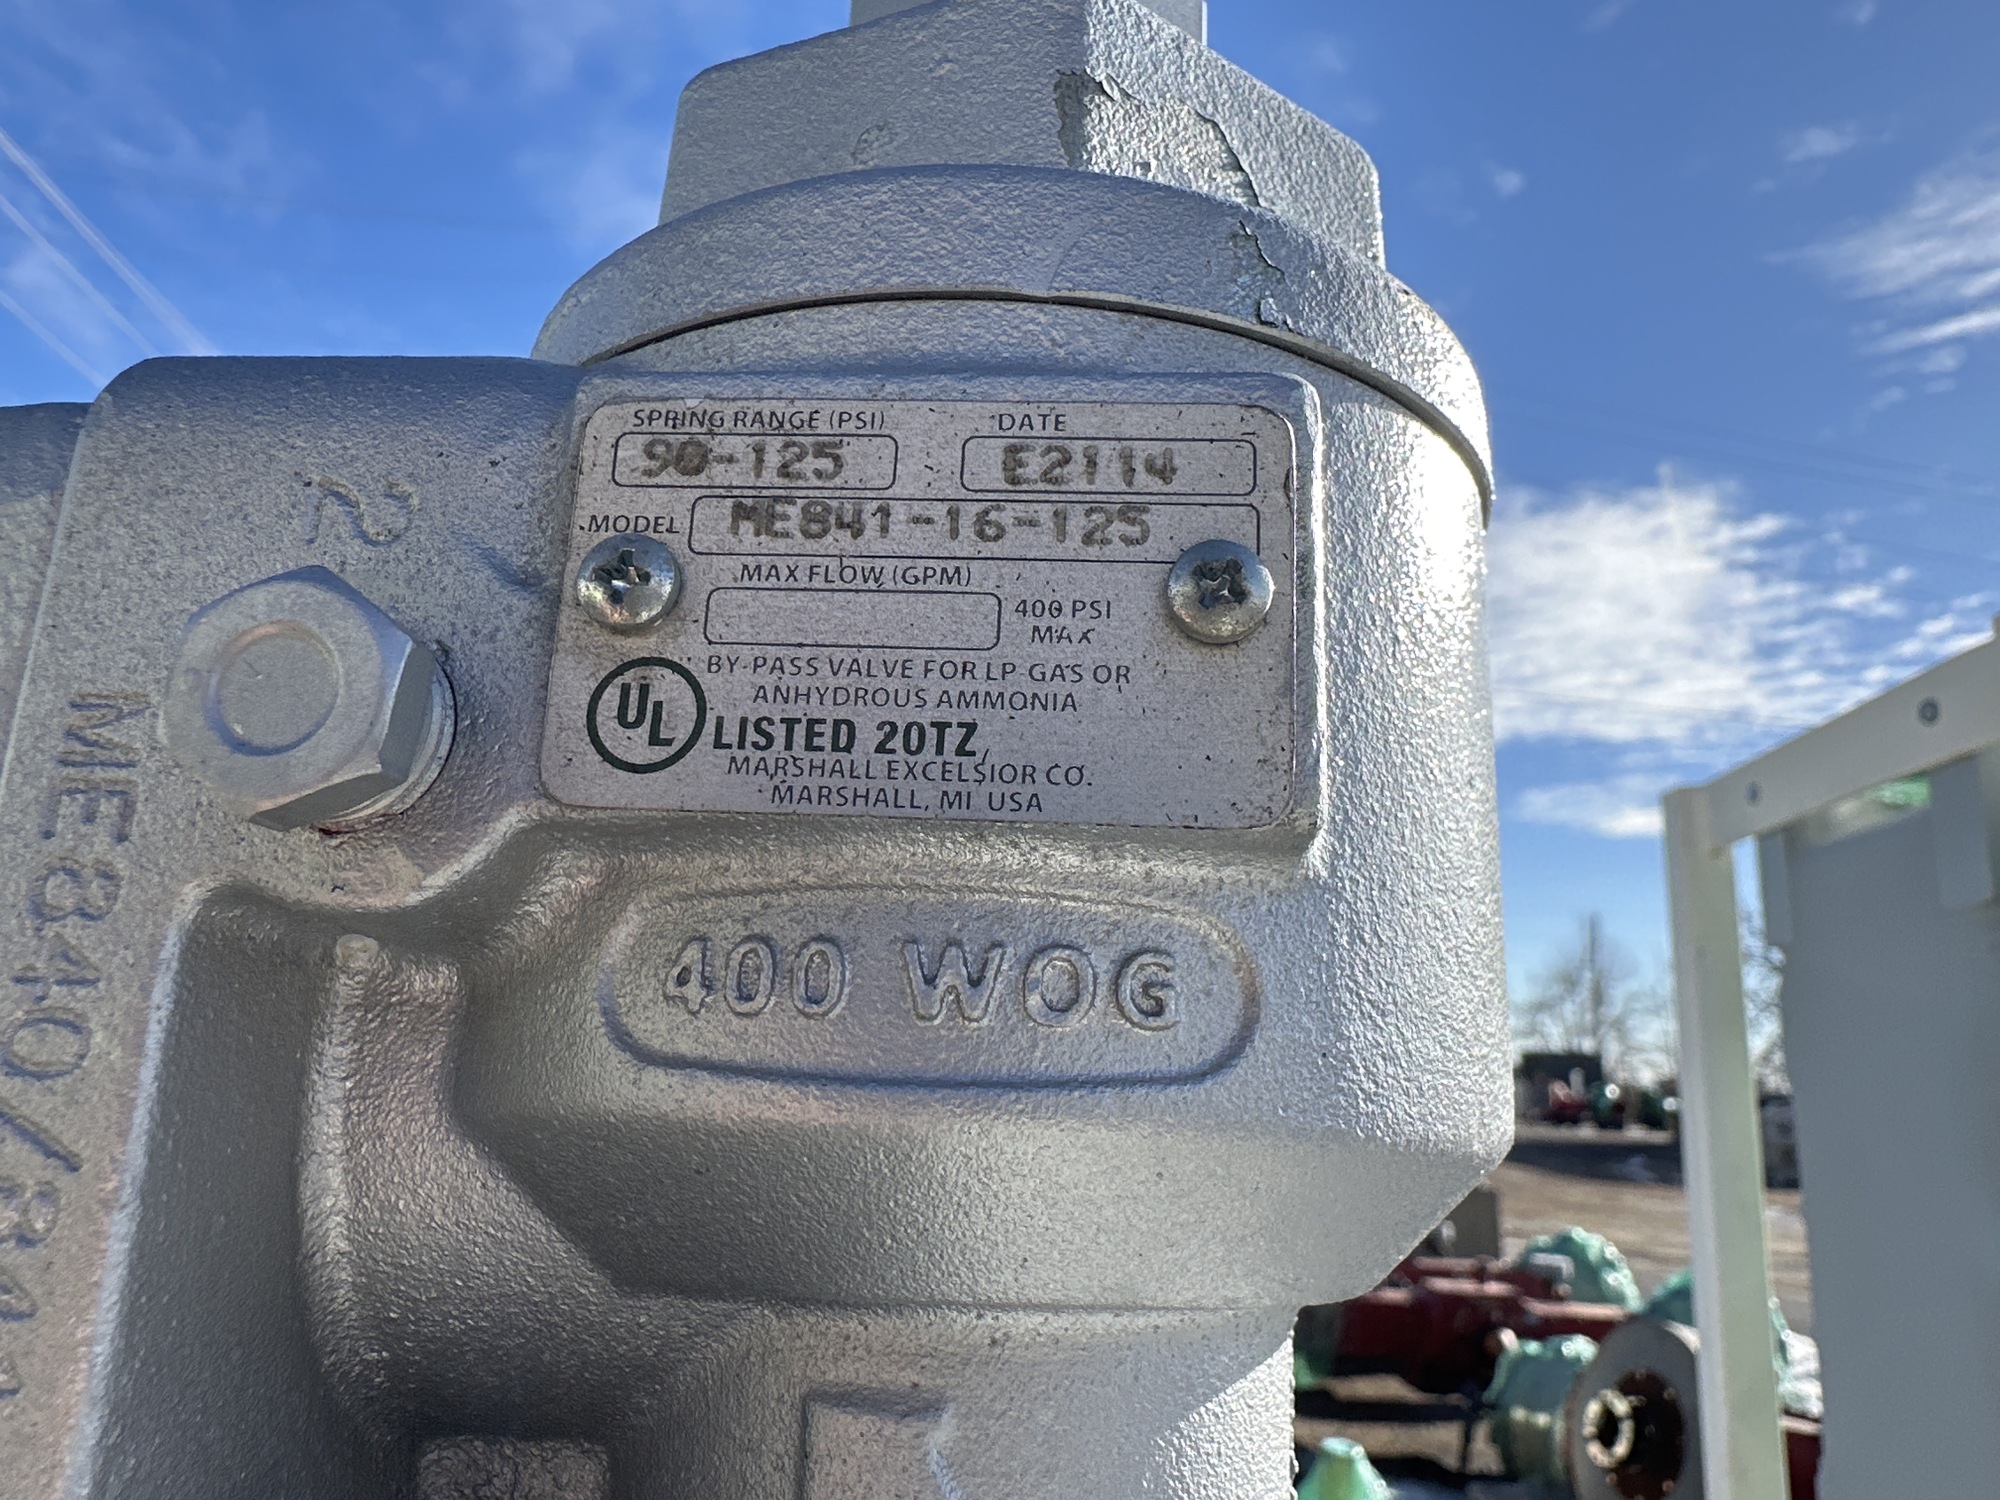 SPRING RANGE (PSI)
DATE
90-125
E2114
MODEL
ME841-16-125
MAX FLOW (GPM)
400 PSI
MAX
BY-PASS VALVE FOR LP GAS OR
ANHYDROUS AMMONIA
UL
LISTED 20TZ
MARSHALL EXCELSIOR CO.
MARSHALL, MI USA
2
400 WOG
ME840/841